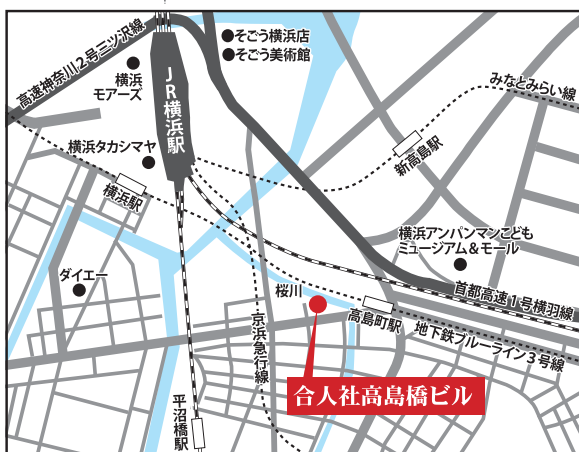 高速神奈川2号三ツ沢線
そごう横浜店
そごう美術館
横浜
モアーズ
JR横浜駅
みなとみらい線
横浜タカシマヤ
新高島駅
横浜駅
横浜アンパンマンこども
ミュージアム&モール
ダイエー
桜川
首都高速1号横羽線
高島町駅
地下鉄ブルーライン3号線
京浜急行線
合人社高島橋ビル
平沼橋駅